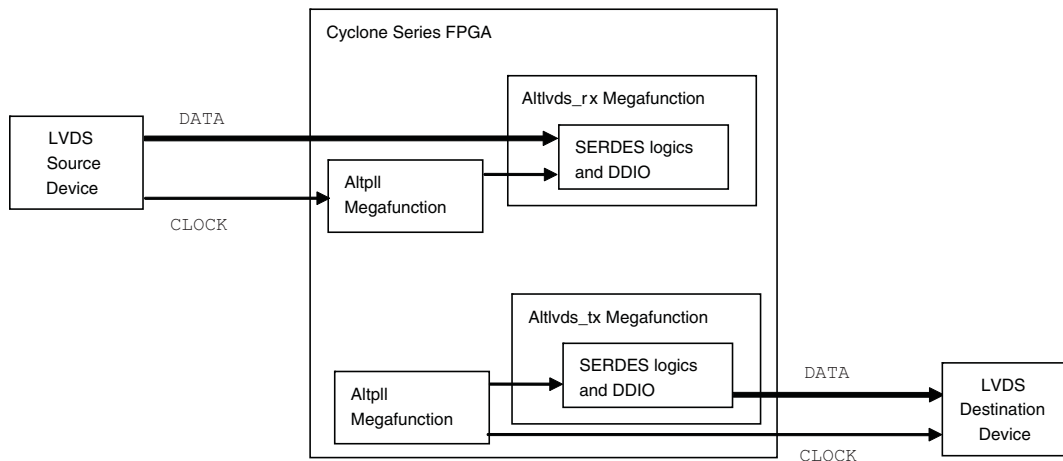 Cyclone Series FPGA
Altlvds_rx Megafunction
DATA
SERDES logics
and DDIO
LVDS
Source
Device
Altpll
Megafunction
CLOCK
Altlvds_tx Megafunction
SERDES logics
and DDIO
Altpll
Megafunction
DATA
LVDS
Destination
Device
CLOCK